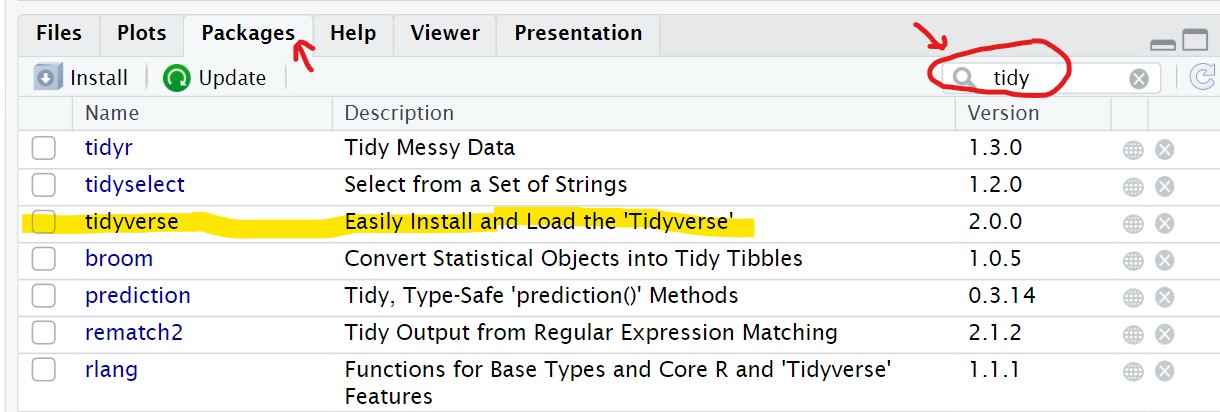 Files Plots Packages Help Viewer Presentation
Install Update tidy
Name Description Version
tidyr Tidy Messy Data 1.3.0
tidyselect Select from a Set of Strings 1.2.0
tidyverse Easily Install and Load the 'Tidyverse' 2.0.0
broom Convert Statistical Objects into Tidy Tibbles 1.0.5
prediction Tidy, Type-Safe 'prediction()' Methods 0.3.14
rematch2 Tidy Output from Regular Expression Matching 2.1.2
rlang Functions for Base Types and Core R and 'Tidyverse' 1.1.1
Features